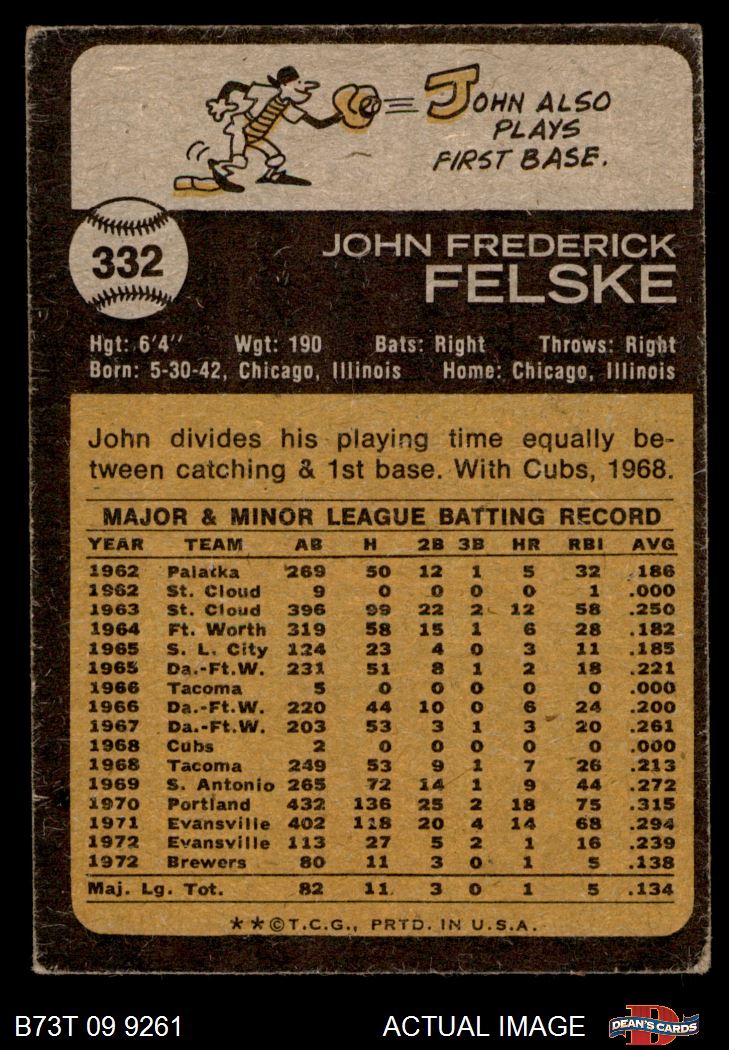 JOHN ALSO
PLAYS
FIRST BASE.
332
JOHN FREDERICK
FELSKE
Hgt: 6'4'' Wgt: 190 Bats: Right Throws: Right
Born: 5-30-42, Chicago, Illinois Home: Chicago, Illinois
John divides his playing time equally be-
tween catching & 1st base. With Cubs, 1968.
MAJOR & MINOR LEAGUE BATTING RECORD
YEAR TEAM AB H 2B 3B HR RBI AVG
1962 Palatka 269 50 12 1 5 32 .186
1962 St. Cloud 9 0 0 0 0 1 .000
1963 St. Cloud 396 99 22 2 12 58 .250
1964 Ft. Worth 319 58 15 1 6 28 .182
1965 S. L. City 124 23 4 0 3 11 .185
1965 Da.-Ft.W. 231 51 8 1 2 18 .221
1966 Tacoma 5 0 0 0 0 0 .000
1966 Da.-Ft.W. 220 44 10 0 6 24 .200
1967 Da.-Ft.W. 203 53 3 1 3 20 .261
1968 Cubs 2 0 0 0 0 0 .000
1968 Tacoma 249 53 9 1 7 26 .213
1969 S. Antonio 265 72 14 1 9 44 .272
1970 Portland 432 136 25 2 18 75 .315
1971 Evansville 402 118 20 4 14 68 .294
1972 Evansville 113 27 5 2 1 16 .239
1972 Brewers 80 11 3 0 1 5 .138
Maj. Lg. Tot. 82 11 3 0 1 5 .134
**©T.C.G., PRTD. IN U.S.A.
B73T 09 9261 ACTUAL IMAGE D DEAN'S CARDS